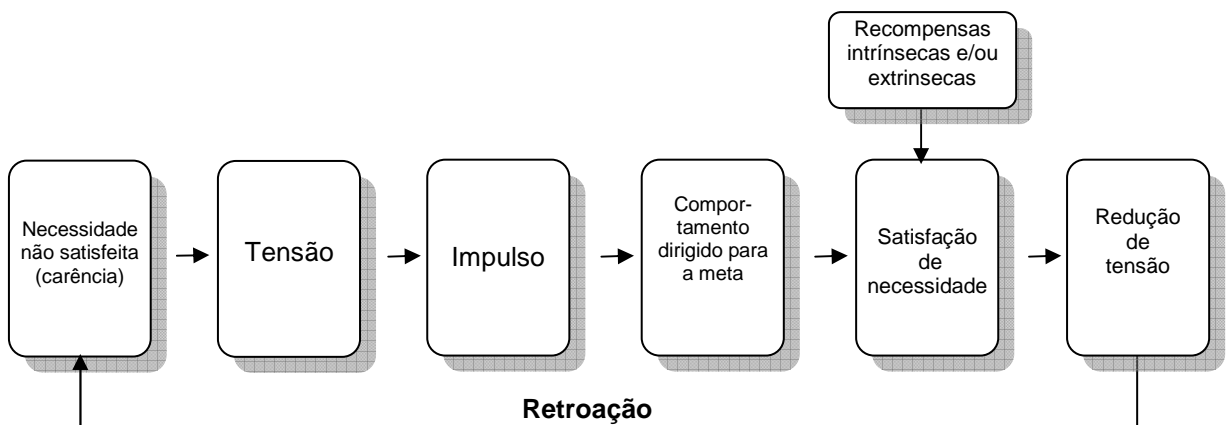 Recompensas
intrínsecas e/ou
extrinsecas
Necessidade
não satisfeita
(carência)
Tensão
Impulso
Compor-
tamento
dirigido para
a meta
Satisfação
de
necessidade
Redução
de
tensão
Retroação